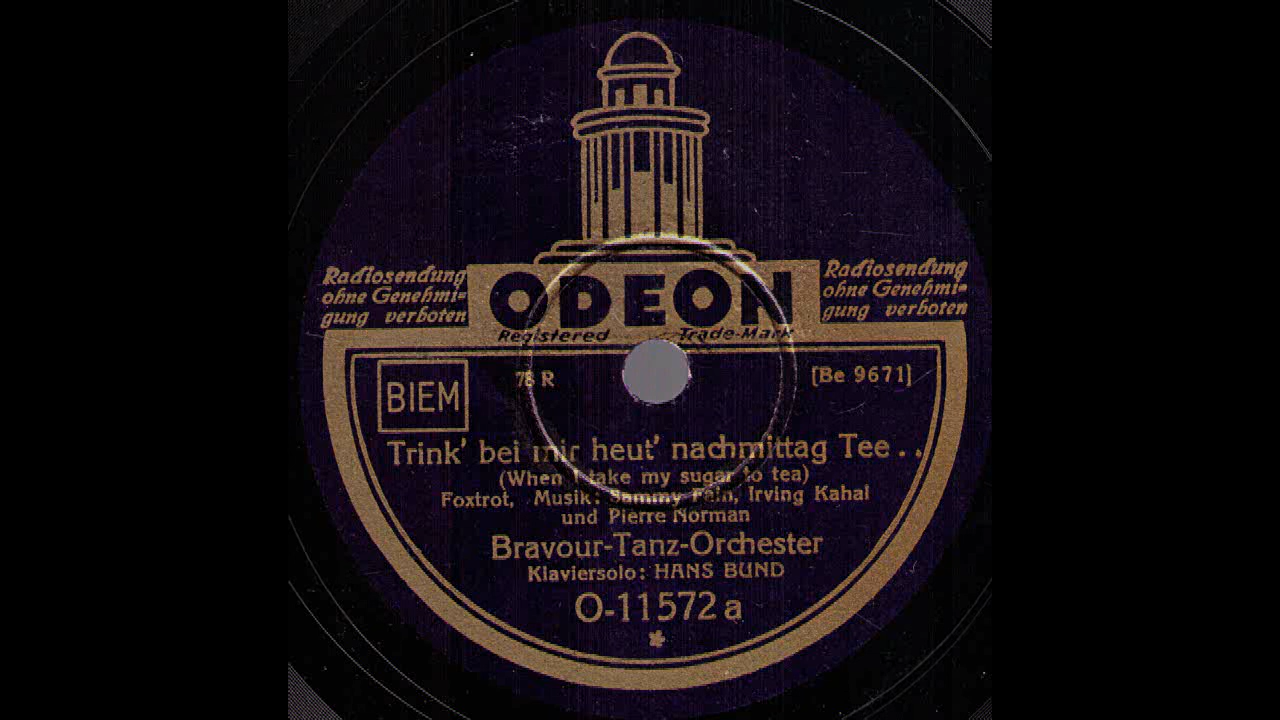 Radiosendung
ohne Genehmi-
gung verboten
ODEON
Registered Trade-Mark
Radiosendung
ohne Genehmi-
gung verboten
BIEM
78 R
[Be 9671]
Trink' bei mir heut' nachmittag Tee . .
(When I take my sugar to tea)
Foxtrot, Musik: Sammy Fain, Irving Kahal
und Pierre Norman
Bravour-Tanz-Orchester
Klaviersolo: HANS BUND
O-11572 a
*